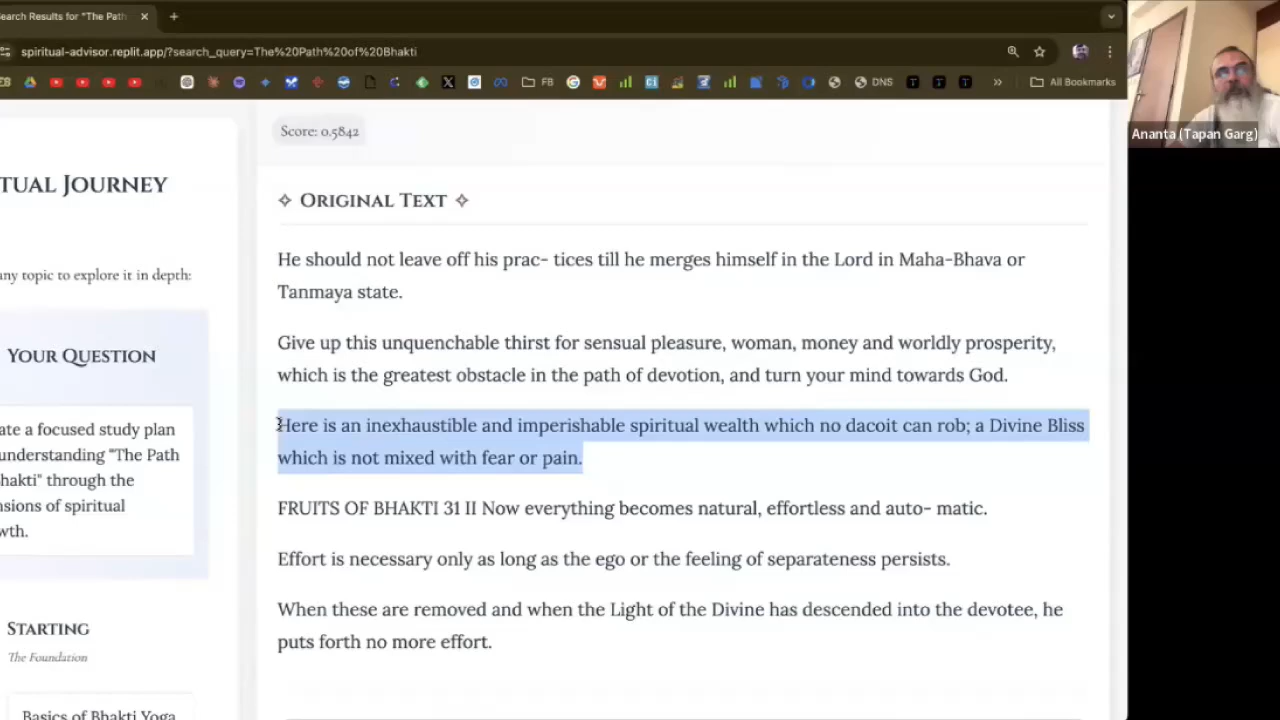 earch Results for "The Path
spiritual-advisor.replit.app/?search_query=The%20Path%20of%20Bhakti
FB
DNS
All Bookmarks
Ananta (Tapan Garg)
TUAL JOURNEY
any topic to explore it in depth:
YOUR QUESTION
ate a focused study plan
understanding "The Path
hakti" through the
nsions of spiritual
wth.
STARTING
The Foundation
Basics of Bhakti Yoga
Score: 0.5842
✧ ORIGINAL TEXT ✧
He should not leave off his prac- tices till he merges himself in the Lord in Maha-Bhava or
Tanmaya state.
Give up this unquenchable thirst for sensual pleasure, woman, money and worldly prosperity,
which is the greatest obstacle in the path of devotion, and turn your mind towards God.
Here is an inexhaustible and imperishable spiritual wealth which no dacoit can rob; a Divine Bliss
which is not mixed with fear or pain.
FRUITS OF BHAKTI 31 II Now everything becomes natural, effortless and auto- matic.
Effort is necessary only as long as the ego or the feeling of separateness persists.
When these are removed and when the Light of the Divine has descended into the devotee, he
puts forth no more effort.